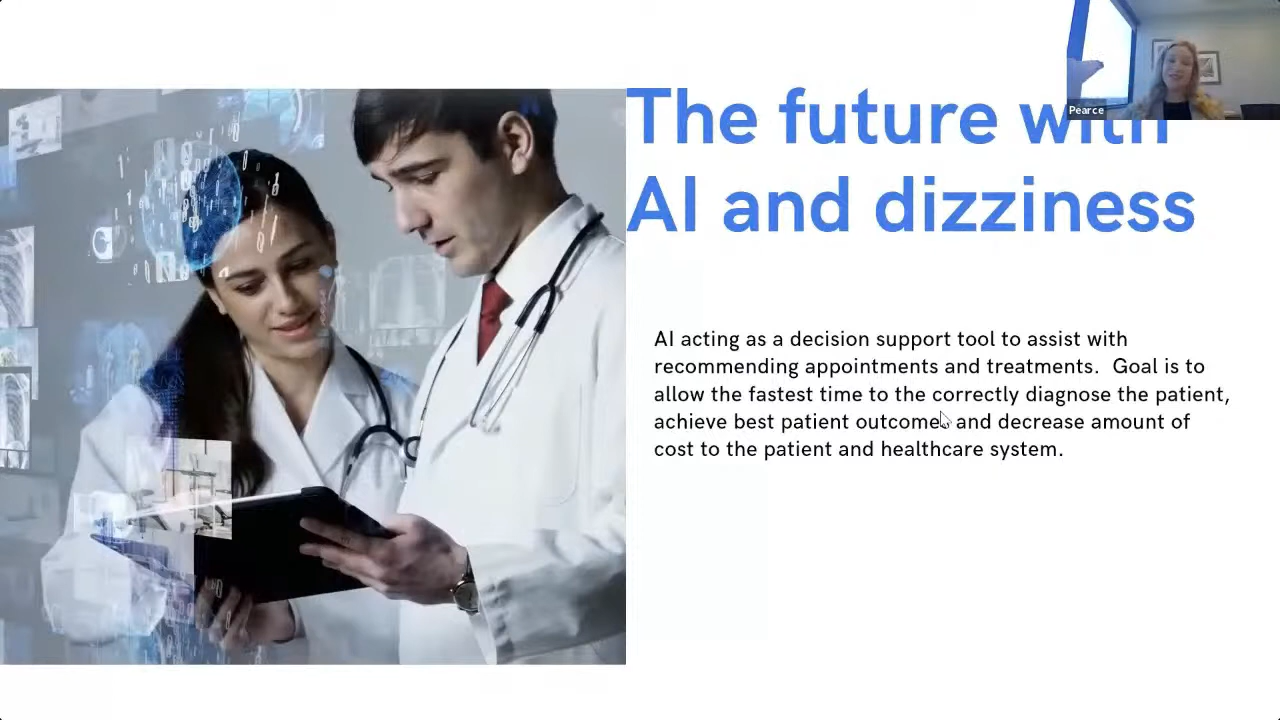 Pearce
The future with
AI and dizziness
AI acting as a decision support tool to assist with
recommending appointments and treatments.  Goal is to
allow the fastest time to the correctly diagnose the patient,
achieve best patient outcome and decrease amount of
cost to the patient and healthcare system.